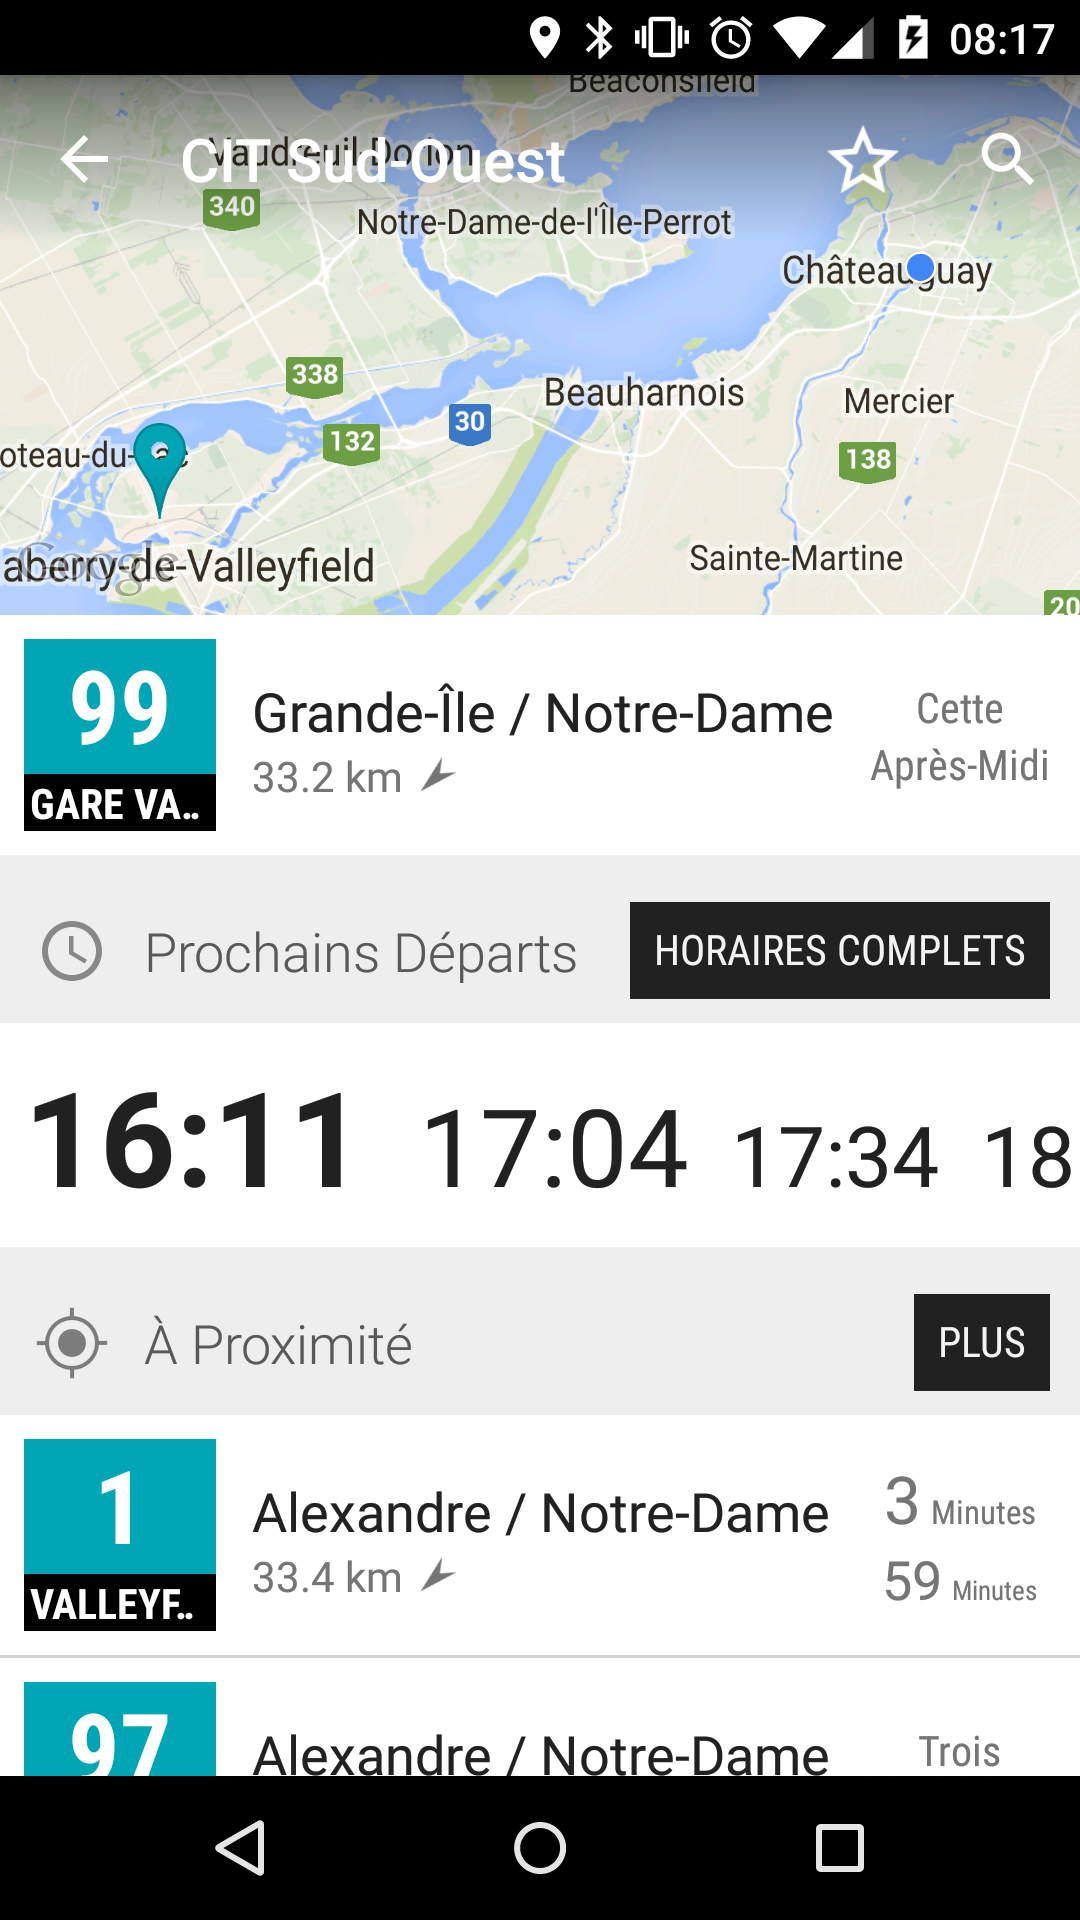 08:17
Beaconsfield
Vaudreuil-Dorion
CIT Sud-Ouest
340
Notre-Dame-de-l'Île-Perrot
Châteauguay
338
Beauharnois
Mercier
30
132
oteau-du-Lac
138
Google
aberry-de-Valleyfield
Sainte-Martine
20
99
GARE VA..
Grande-Île / Notre-Dame
33.2 km
Cette
Après-Midi
Prochains Départs
HORAIRES COMPLETS
16:11 17:04 17:34 18
À Proximité
PLUS
1
VALLEYF..
Alexandre / Notre-Dame
33.4 km
3 Minutes
59 Minutes
97
Alexandre / Notre-Dame
Trois